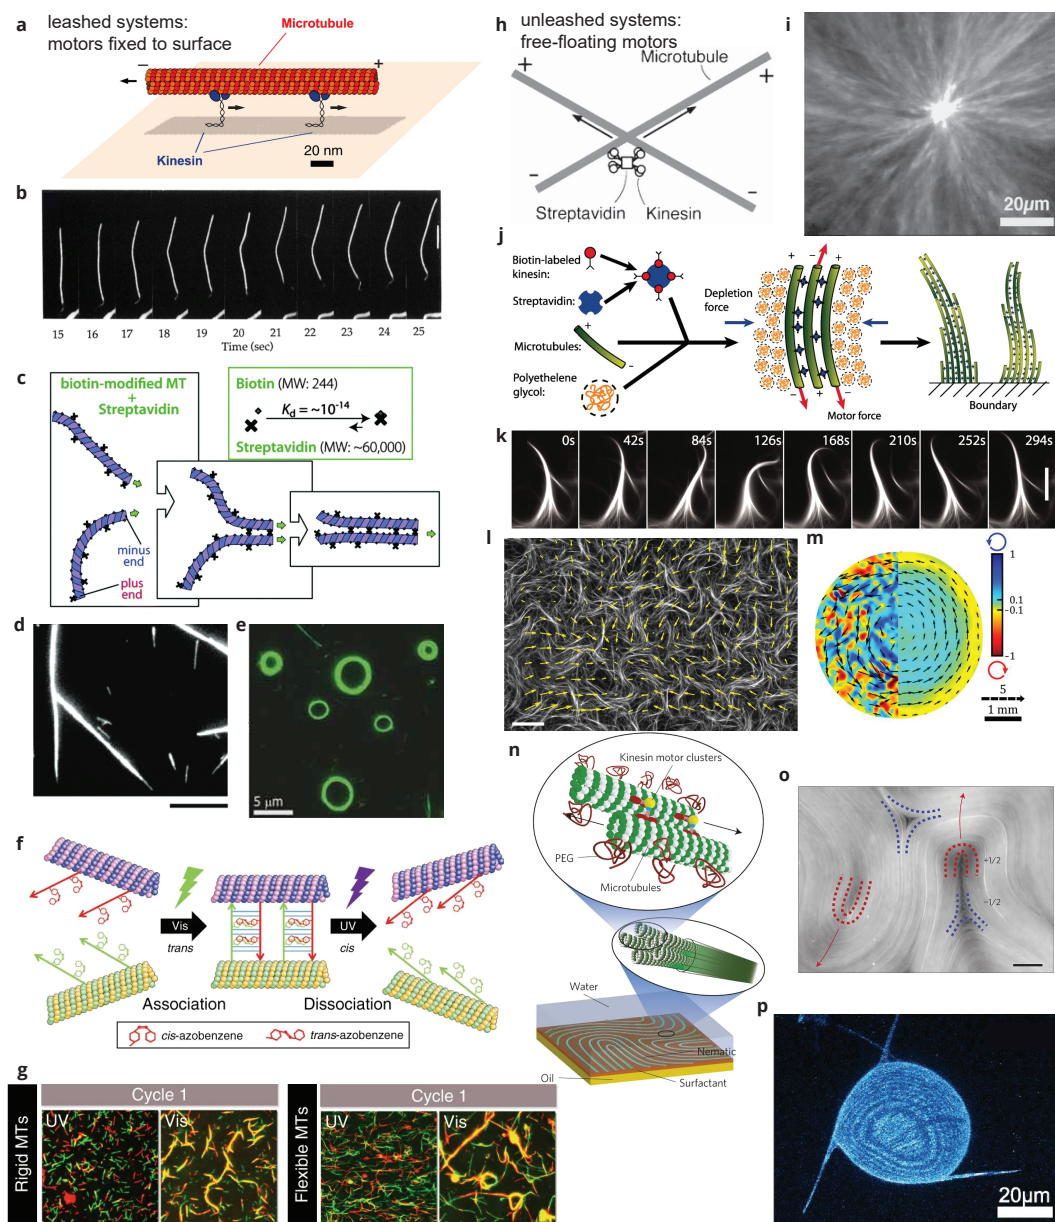 a
leashed systems:
motors fixed to surface
Microtubule
−
+
Kinesin
20 nm
b
15 16 17 18 19 20 21 22 23 24 25
Time (sec)
c
biotin-modified MT
+
Streptavidin
Biotin (MW: 244)
Kd = ~10-14
Streptavidin (MW: ~60,000)
minus
end
plus
end
d
e
5 μm
f
Vis
trans
UV
cis
Association
Dissociation
cis-azobenzene
trans-azobenzene
g
Rigid MTs
Cycle 1
UV
Vis
Flexible MTs
Cycle 1
UV
Vis
h
unleashed systems:
free-floating motors
Microtubule
+
+
−
−
Streptavidin
Kinesin
i
20μm
j
Biotin-labeled
kinesin:
Streptavidin:
+
Microtubules:
−
Polyethelene
glycol:
Depletion
force
+ − +
− + −
Motor force
Boundary
k
0s 42s 84s 126s 168s 210s 252s 294s
l
m
1
0.1
-0.1
-1
5
1 mm
n
Kinesin motor clusters
PEG
Microtubules
Water
Nematic
Oil
Surfactant
o
+1/2
−1/2
p
20μm